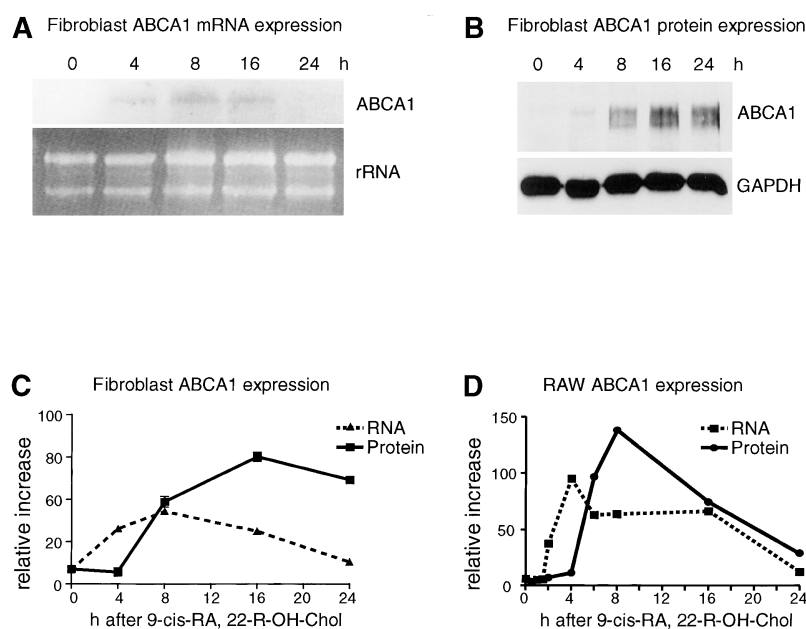 A Fibroblast ABCA1 mRNA expression
0 4 8 16 24 h
ABCA1
rRNA
B Fibroblast ABCA1 protein expression
0 4 8 16 24 h
ABCA1
GAPDH
C Fibroblast ABCA1 expression
relative increase
100
80
60
20
0
RNA
Protein
0 4 8 12 16 20 24
h after 9-cis-RA, 22-R-OH-Chol
D RAW ABCA1 expression
relative increase
150
100
50
0
RNA
Protein
0 4 8 12 16 20 24
h after 9-cis-RA, 22-R-OH-Chol